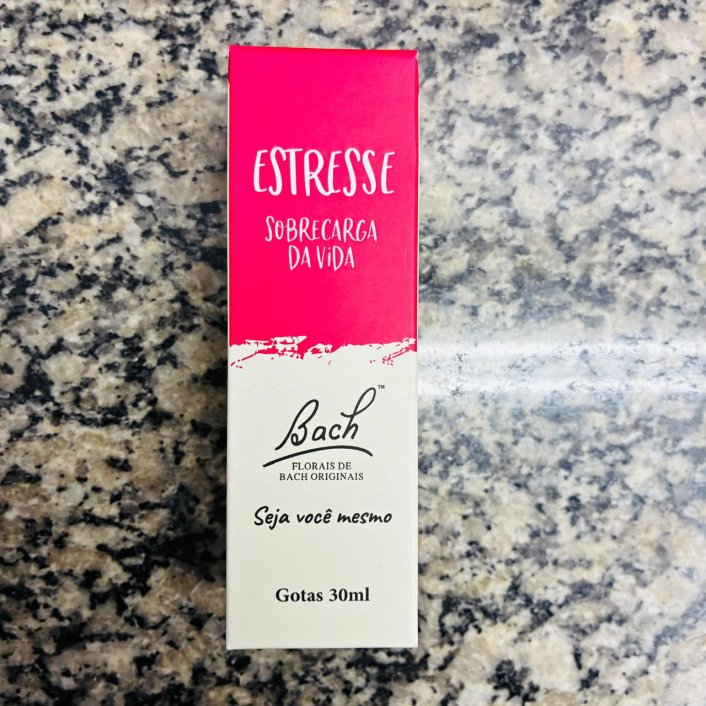 ESTRESSE
SOBRECARGA
DA ViDA
Bach™
FLORAIS DE
BACH ORIGINAIS
Seja você mesmo
Gotas 30ml